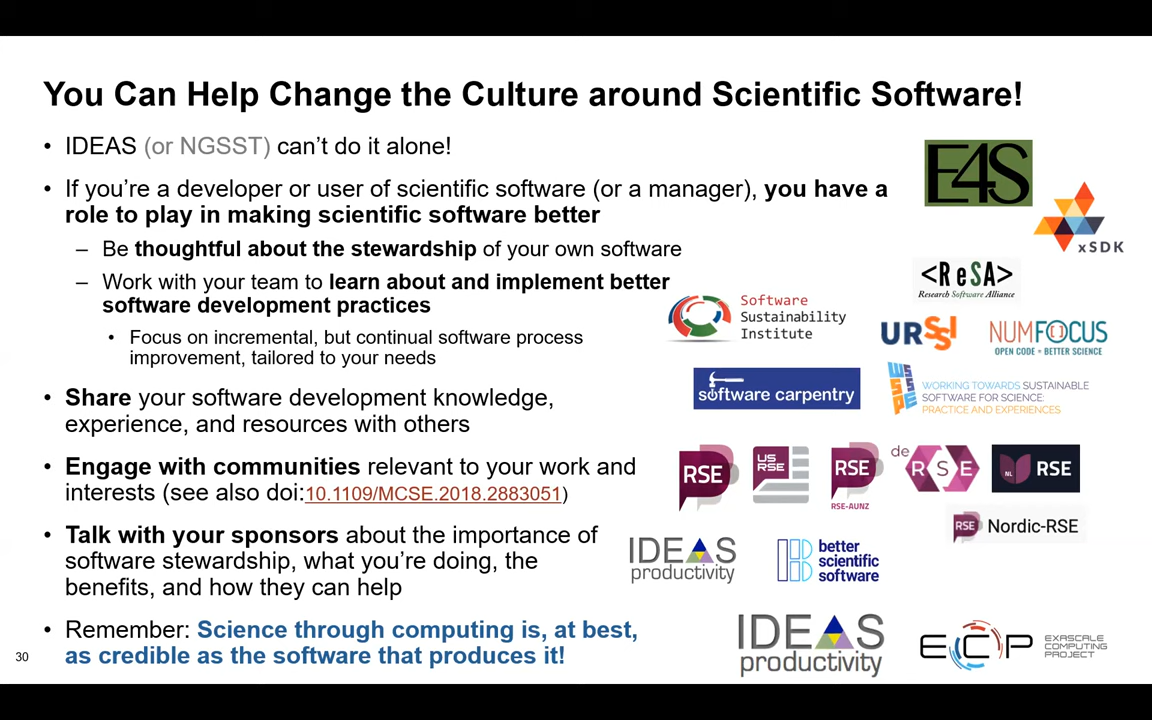 You Can Help Change the Culture around Scientific Software!
• IDEAS (or NGSST) can’t do it alone!
• If you’re a developer or user of scientific software (or a manager), you have a
role to play in making scientific software better
– Be thoughtful about the stewardship of your own software
– Work with your team to learn about and implement better
software development practices
• Focus on incremental, but continual software process
improvement, tailored to your needs
• Share your software development knowledge,
experience, and resources with others
• Engage with communities relevant to your work and
interests (see also doi:10.1109/MCSE.2018.2883051)
• Talk with your sponsors about the importance of
software stewardship, what you’re doing, the
benefits, and how they can help
• Remember: Science through computing is, at best,
as credible as the software that produces it!
30
E4S
xSDK
<ReSA>
Research Software Alliance
Software
Sustainability
Institute
URSSI
NUMFOCUS
OPEN CODE = BETTER SCIENCE
software carpentry
WORKING TOWARDS SUSTAINABLE
SOFTWARE FOR SCIENCE:
PRACTICE AND EXPERIENCES
RSE
US
RSE
RSE
RSE-AUNZ
de
RSE
NL
RSE
RSE
Nordic-RSE
IDEAS
productivity
better
scientific
software
IDEAS
productivity
ECP
EXASCALE
COMPUTING
PROJECT